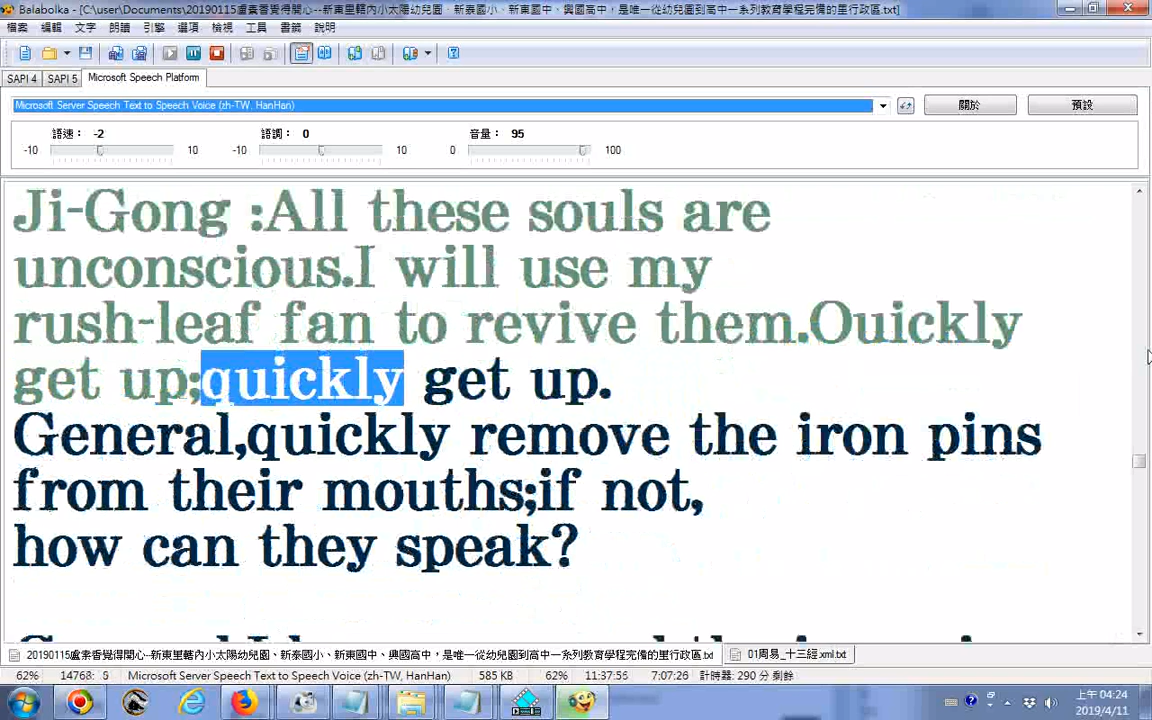 Balabolka - [C:\user\Documents\20190115盧素香覺得開心--新東里轄內小太陽幼兒園、新泰國小、新東國中、興國高中，是唯一從幼兒園到高中一系列教育學程完備的里行政區.txt]
檔案 編輯 文字 朗讀 引擎 選項 檢視 工具 書籤 說明
SAPI 4 SAPI 5 Microsoft Speech Platform
Microsoft Server Speech Text to Speech Voice (zh-TW, HanHan) 關於 預設
語速： -2 語調： 0 音量： 95
-10 10 -10 10 0 100
Ji-Gong :All these souls are
unconscious.I will use my
rush-leaf fan to revive them.Ouickly
get up;quickly get up.
General,quickly remove the iron pins
from their mouths;if not,
how can they speak?
20190115盧素香覺得開心--新東里轄內小太陽幼兒園、新泰國小、新東國中、興國高中，是唯一從幼兒園到高中一系列教育學程完備的里行政區.txt 01周易_十三經.xml.txt
62% 14768: 8 Microsoft Server Speech Text to Speech Voice (zh-TW, HanHan) 585 KB 62% 11:37:56 7:07:26 計時器: 290 分 剩餘
上午 04:24
2019/4/11